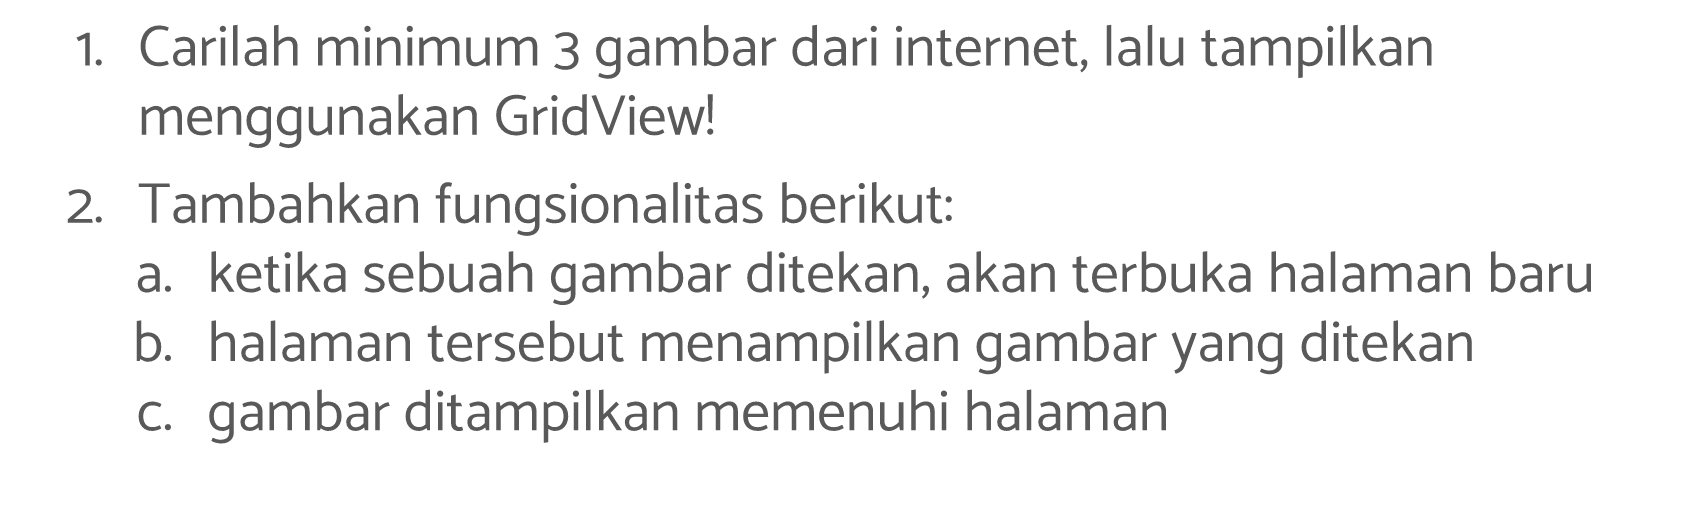 1. Carilah minimum 3 gambar dari internet, lalu tampilkan
menggunakan GridView!
2. Tambahkan fungsionalitas berikut:
a. ketika sebuah gambar ditekan, akan terbuka halaman baru
b. halaman tersebut menampilkan gambar yang ditekan
c. gambar ditampilkan memenuhi halaman